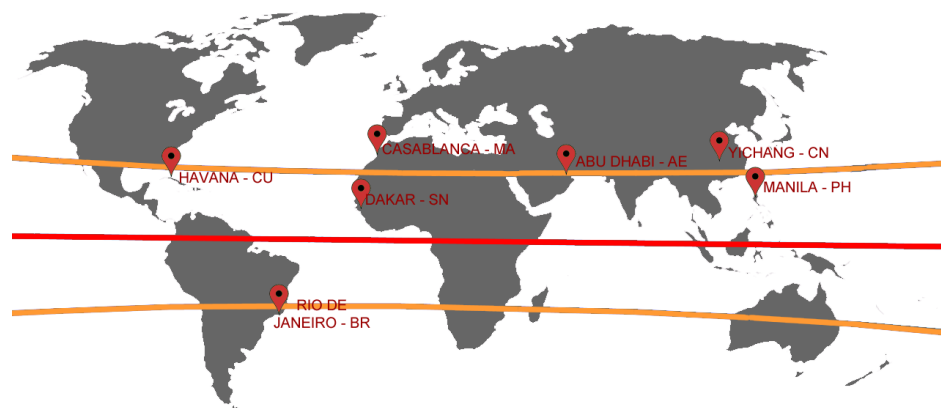 CASABLANCA - MA
YICHANG - CN
ABU DHABI - AE
HAVANA - CU
MANILA - PH
DAKAR - SN
RIO DE
JANEIRO - BR